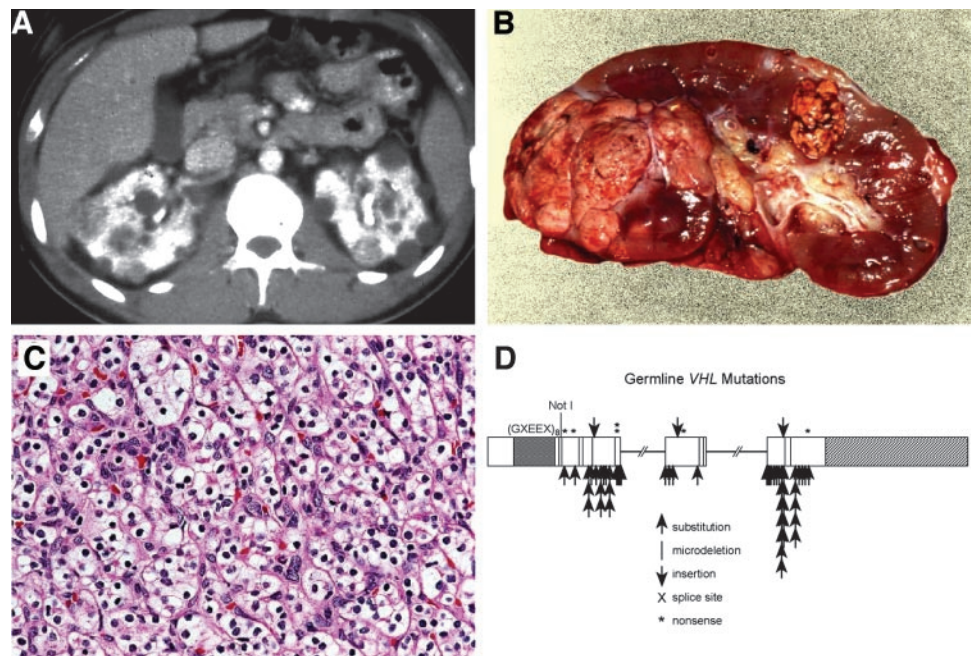 A
B
C
D
Germline VHL Mutations
Not I
(GXEEX)8
* * * * * *
substitution
microdeletion
insertion
X splice site
* nonsense